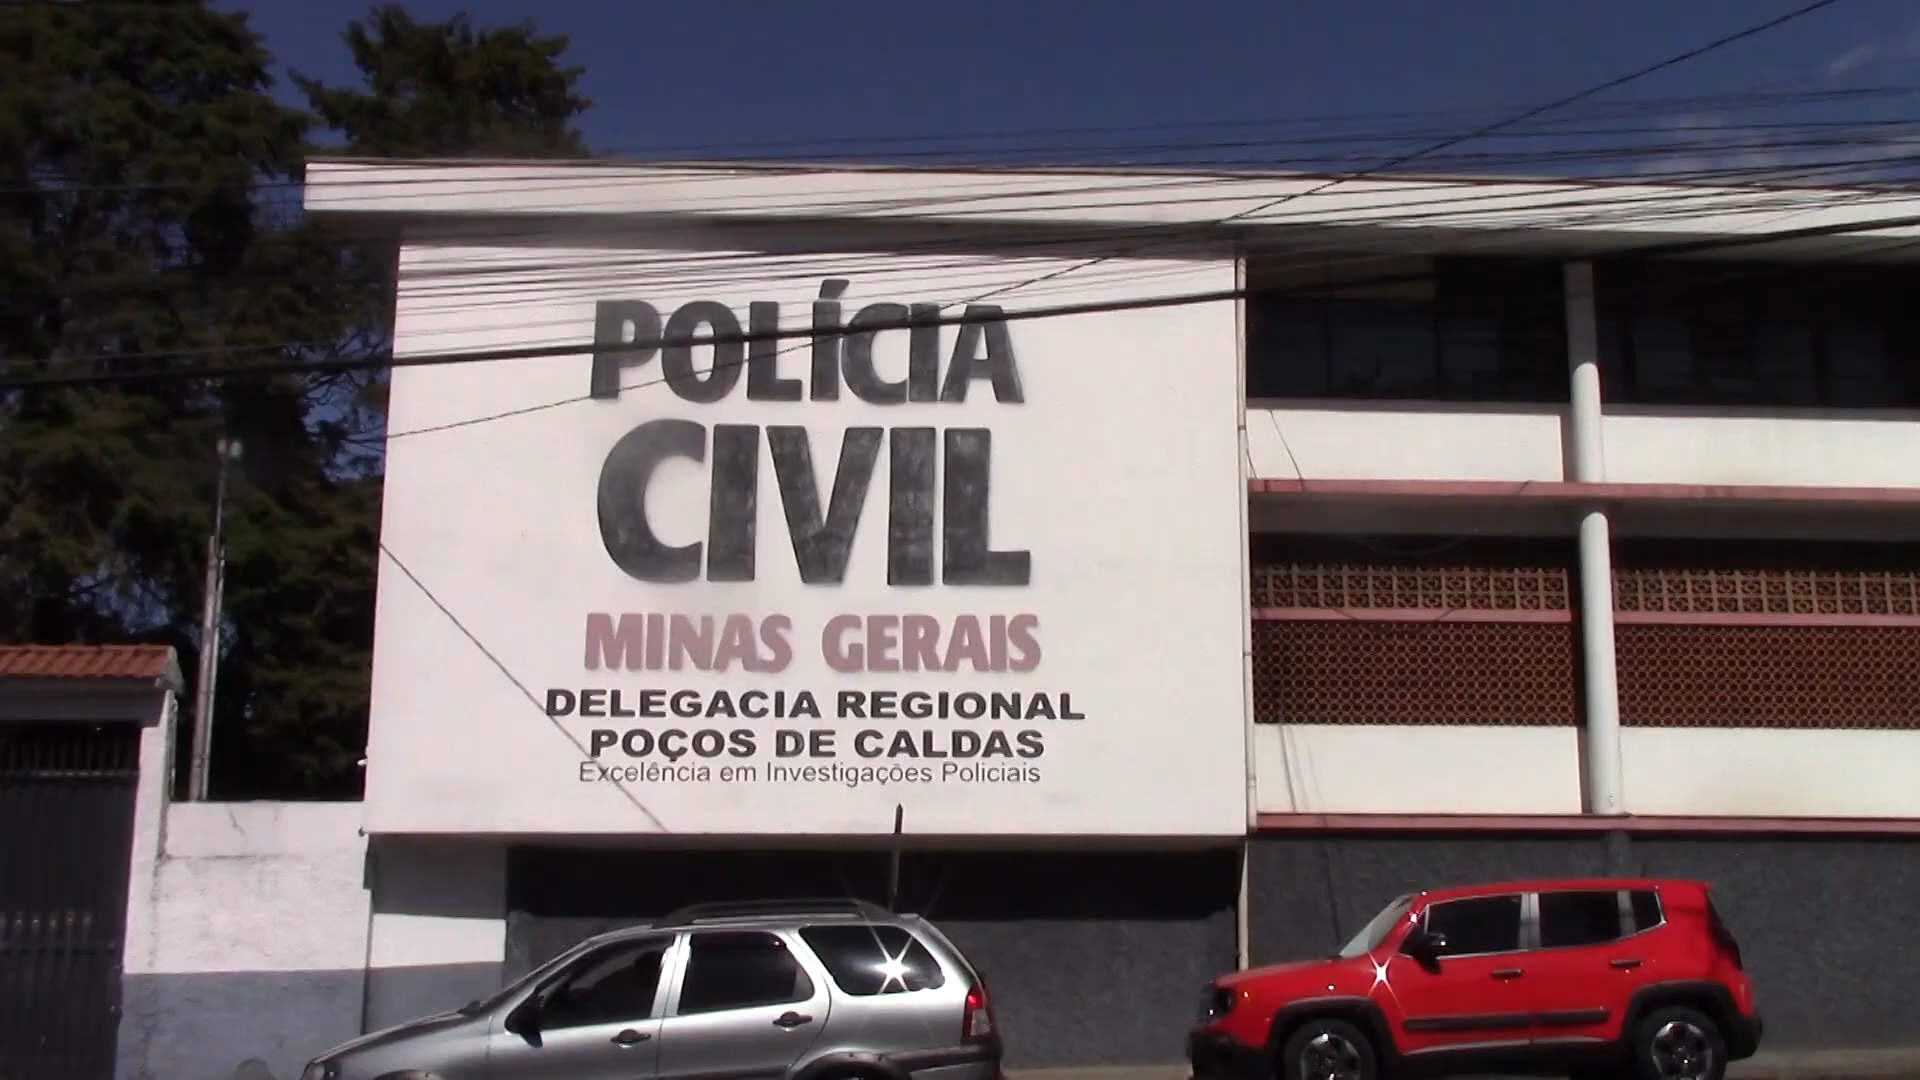 POLÍCIA
CIVIL
MINAS GERAIS
DELEGACIA REGIONAL
POÇOS DE CALDAS
Excelência em Investigações Policiais